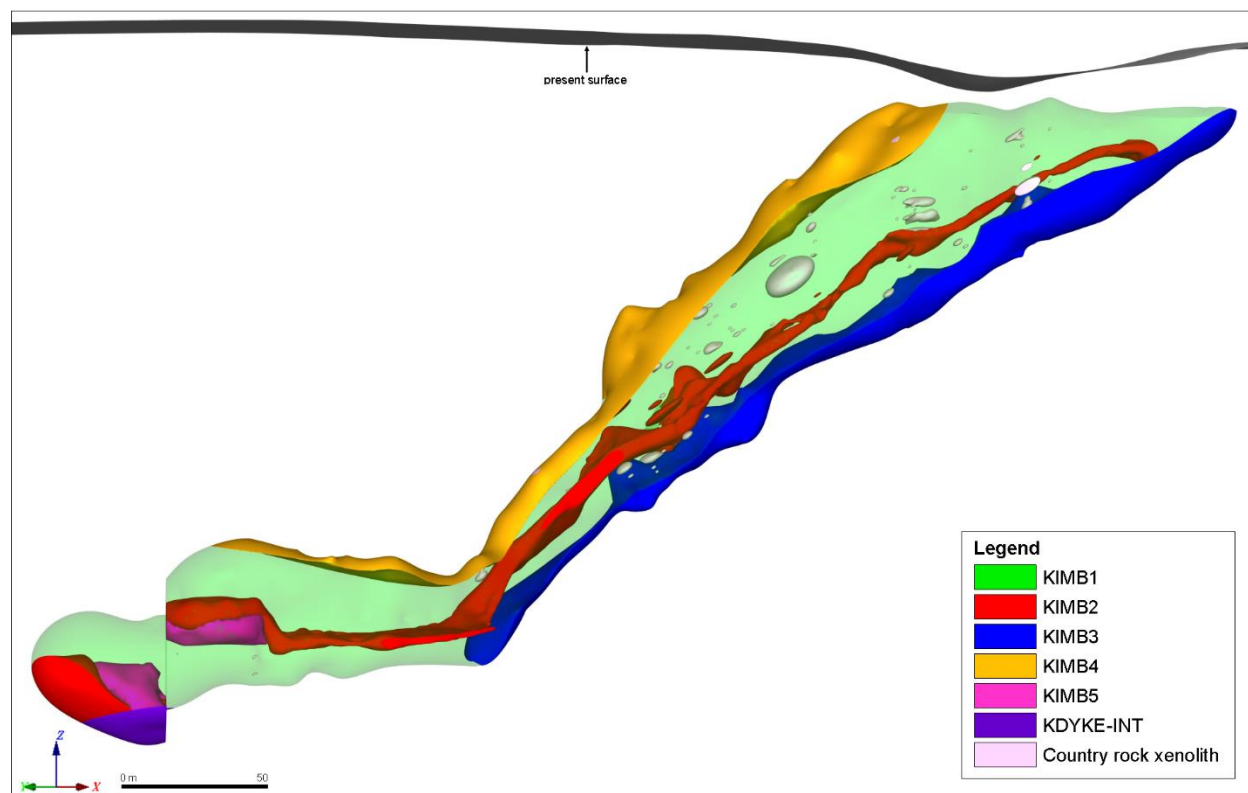 present surface
Legend
KIMB1
KIMB2
KIMB3
KIMB4
KIMB5
KDYKE-INT
Country rock xenolith
Z
Y X
0 m 50